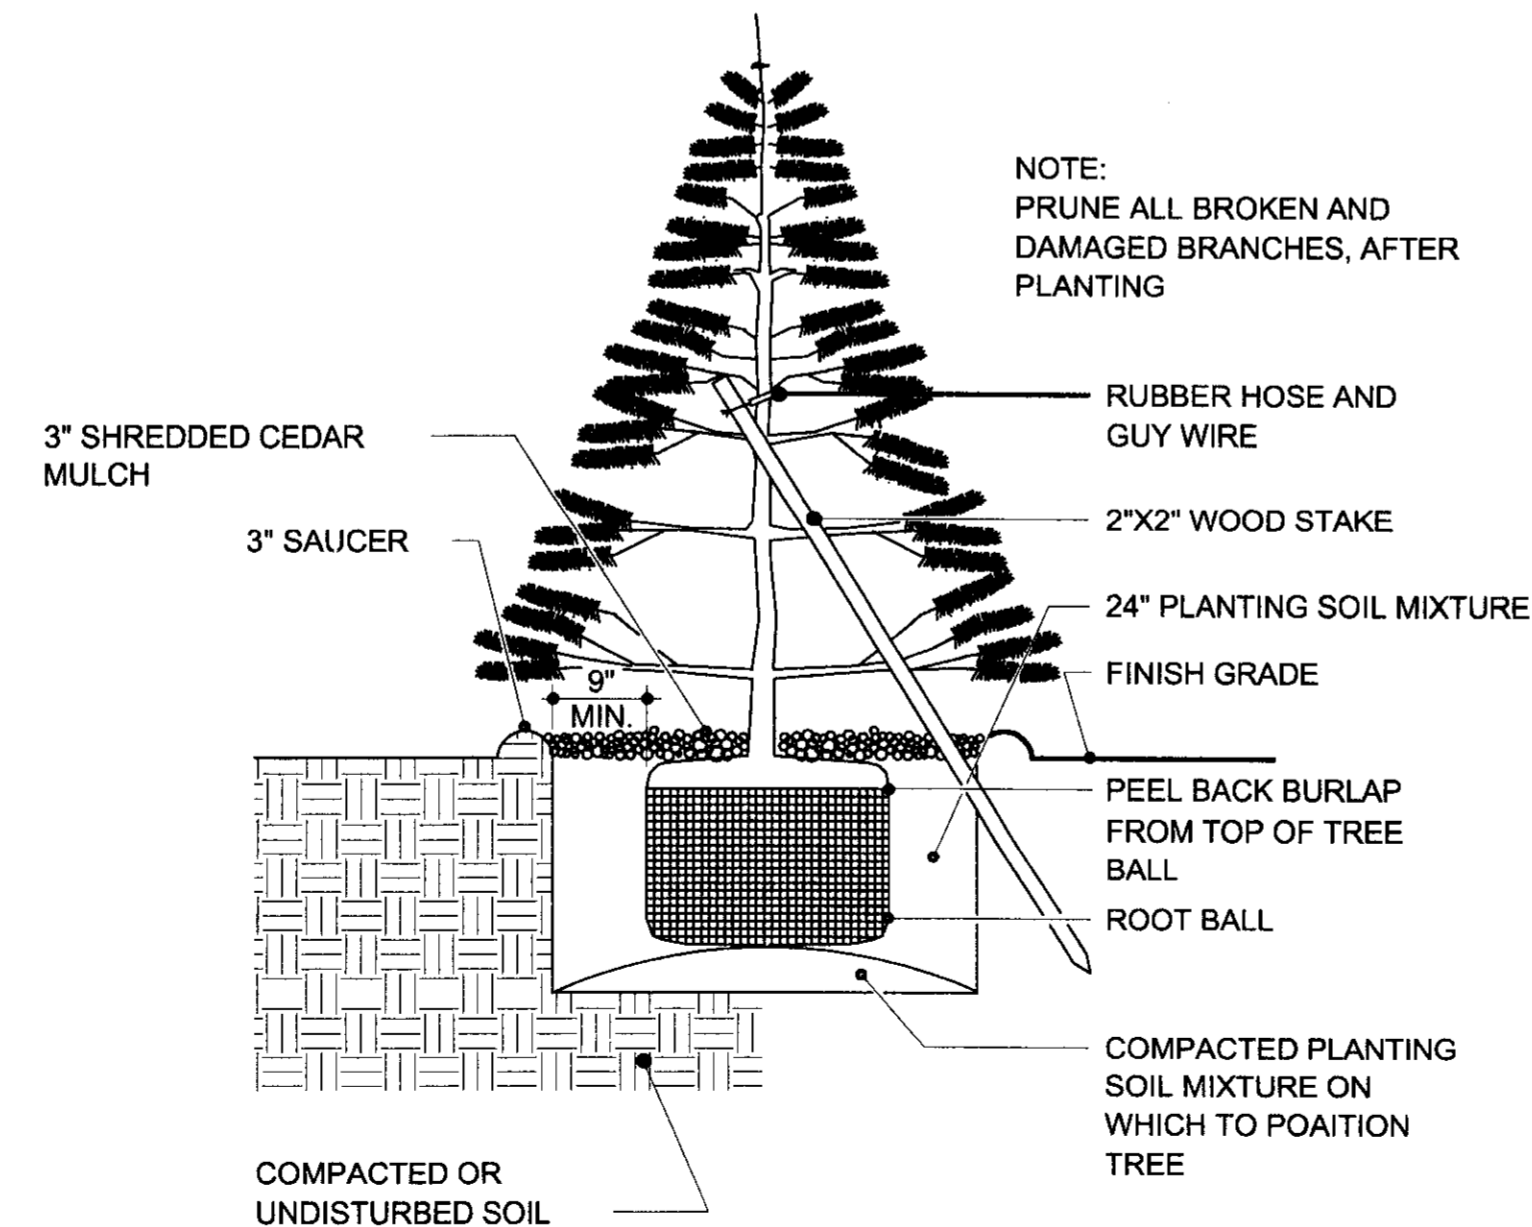 NOTE:
PRUNE ALL BROKEN AND
DAMAGED BRANCHES, AFTER
PLANTING
RUBBER HOSE AND
GUY WIRE
3" SHREDDED CEDAR
MULCH
2"X2" WOOD STAKE
3" SAUCER
24" PLANTING SOIL MIXTURE
FINISH GRADE
9"
MIN.
PEEL BACK BURLAP
FROM TOP OF TREE
BALL
ROOT BALL
COMPACTED PLANTING
SOIL MIXTURE ON
WHICH TO POAITION
TREE
COMPACTED OR
UNDISTURBED SOIL